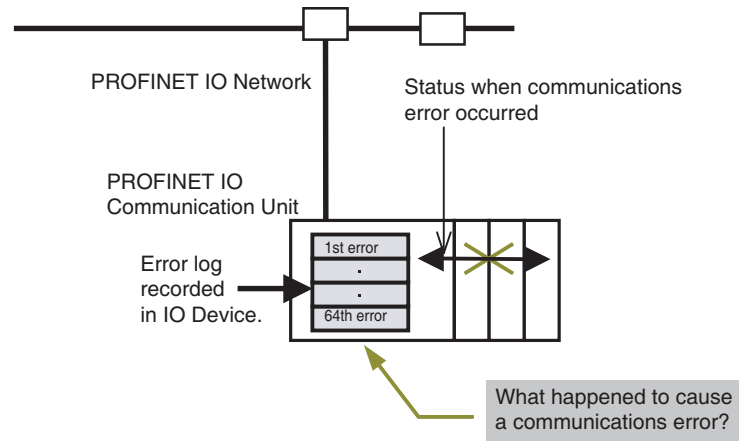 PROFINET IO Network
Status when communications
error occurred
PROFINET IO
Communication Unit
Error log
recorded
in IO Device.
1st error
.
.
64th error
What happened to cause
a communications error?